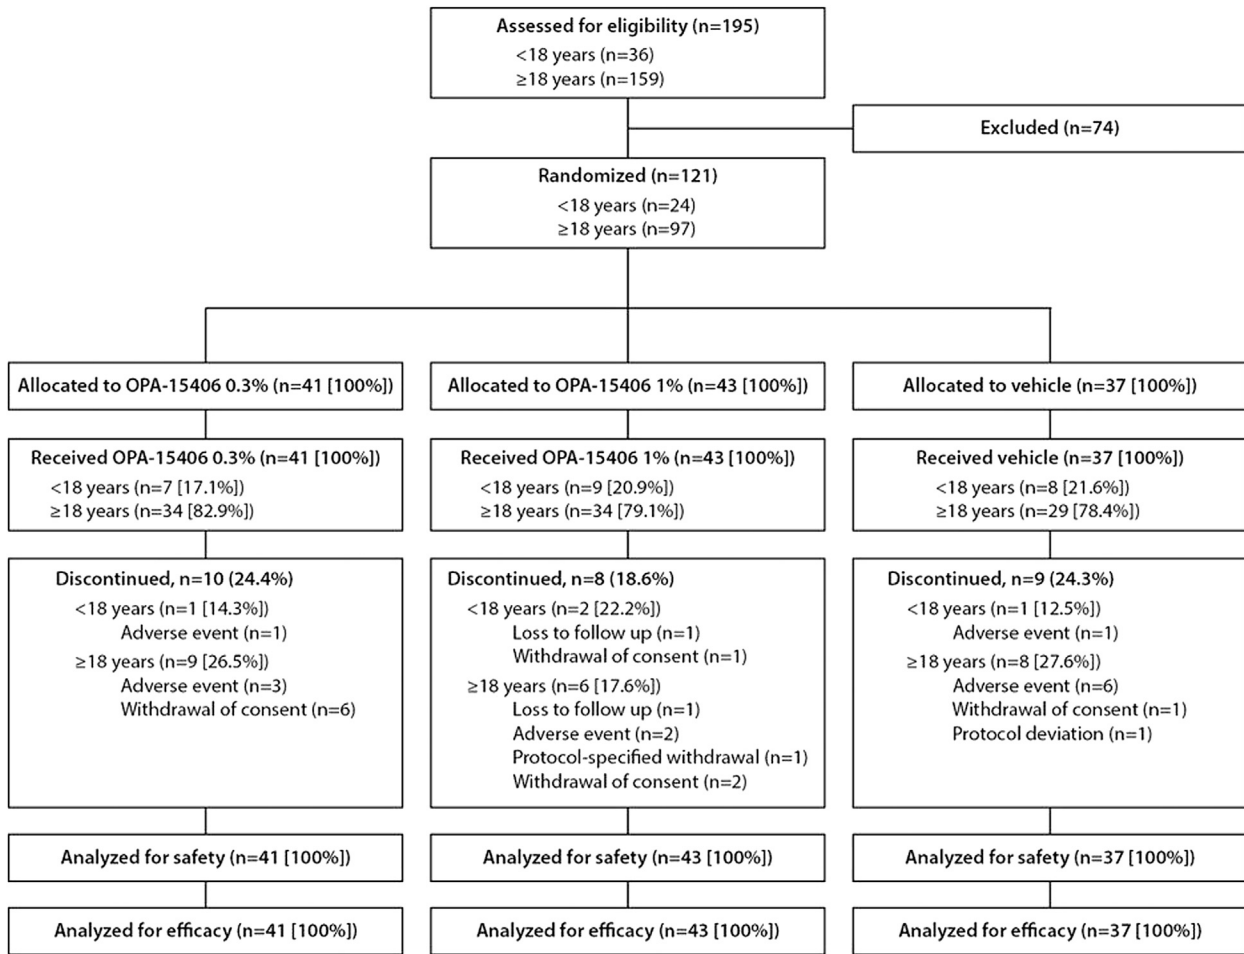 Assessed for eligibility (n=195)
<18 years (n=36)
≥18 years (n=159)
Excluded (n=74)
Randomized (n=121)
<18 years (n=24)
≥18 years (n=97)
Allocated to OPA-15406 0.3% (n=41 [100%])
Allocated to OPA-15406 1% (n=43 [100%])
Allocated to vehicle (n=37 [100%])
Received OPA-15406 0.3% (n=41 [100%])
<18 years (n=7 [17.1%])
≥18 years (n=34 [82.9%])
Received OPA-15406 1% (n=43 [100%])
<18 years (n=9 [20.9%])
≥18 years (n=34 [79.1%])
Received vehicle (n=37 [100%])
<18 years (n=8 [21.6%])
≥18 years (n=29 [78.4%])
Discontinued, n=10 (24.4%)
<18 years (n=1 [14.3%])
Adverse event (n=1)
≥18 years (n=9 [26.5%])
Adverse event (n=3)
Withdrawal of consent (n=6)
Discontinued, n=8 (18.6%)
<18 years (n=2 [22.2%])
Loss to follow up (n=1)
Withdrawal of consent (n=1)
≥18 years (n=6 [17.6%])
Loss to follow up (n=1)
Adverse event (n=2)
Protocol-specified withdrawal (n=1)
Withdrawal of consent (n=2)
Discontinued, n=9 (24.3%)
<18 years (n=1 [12.5%])
Adverse event (n=1)
≥18 years (n=8 [27.6%])
Adverse event (n=6)
Withdrawal of consent (n=1)
Protocol deviation (n=1)
Analyzed for safety (n=41 [100%])
Analyzed for safety (n=43 [100%])
Analyzed for safety (n=37 [100%])
Analyzed for efficacy (n=41 [100%])
Analyzed for efficacy (n=43 [100%])
Analyzed for efficacy (n=37 [100%])